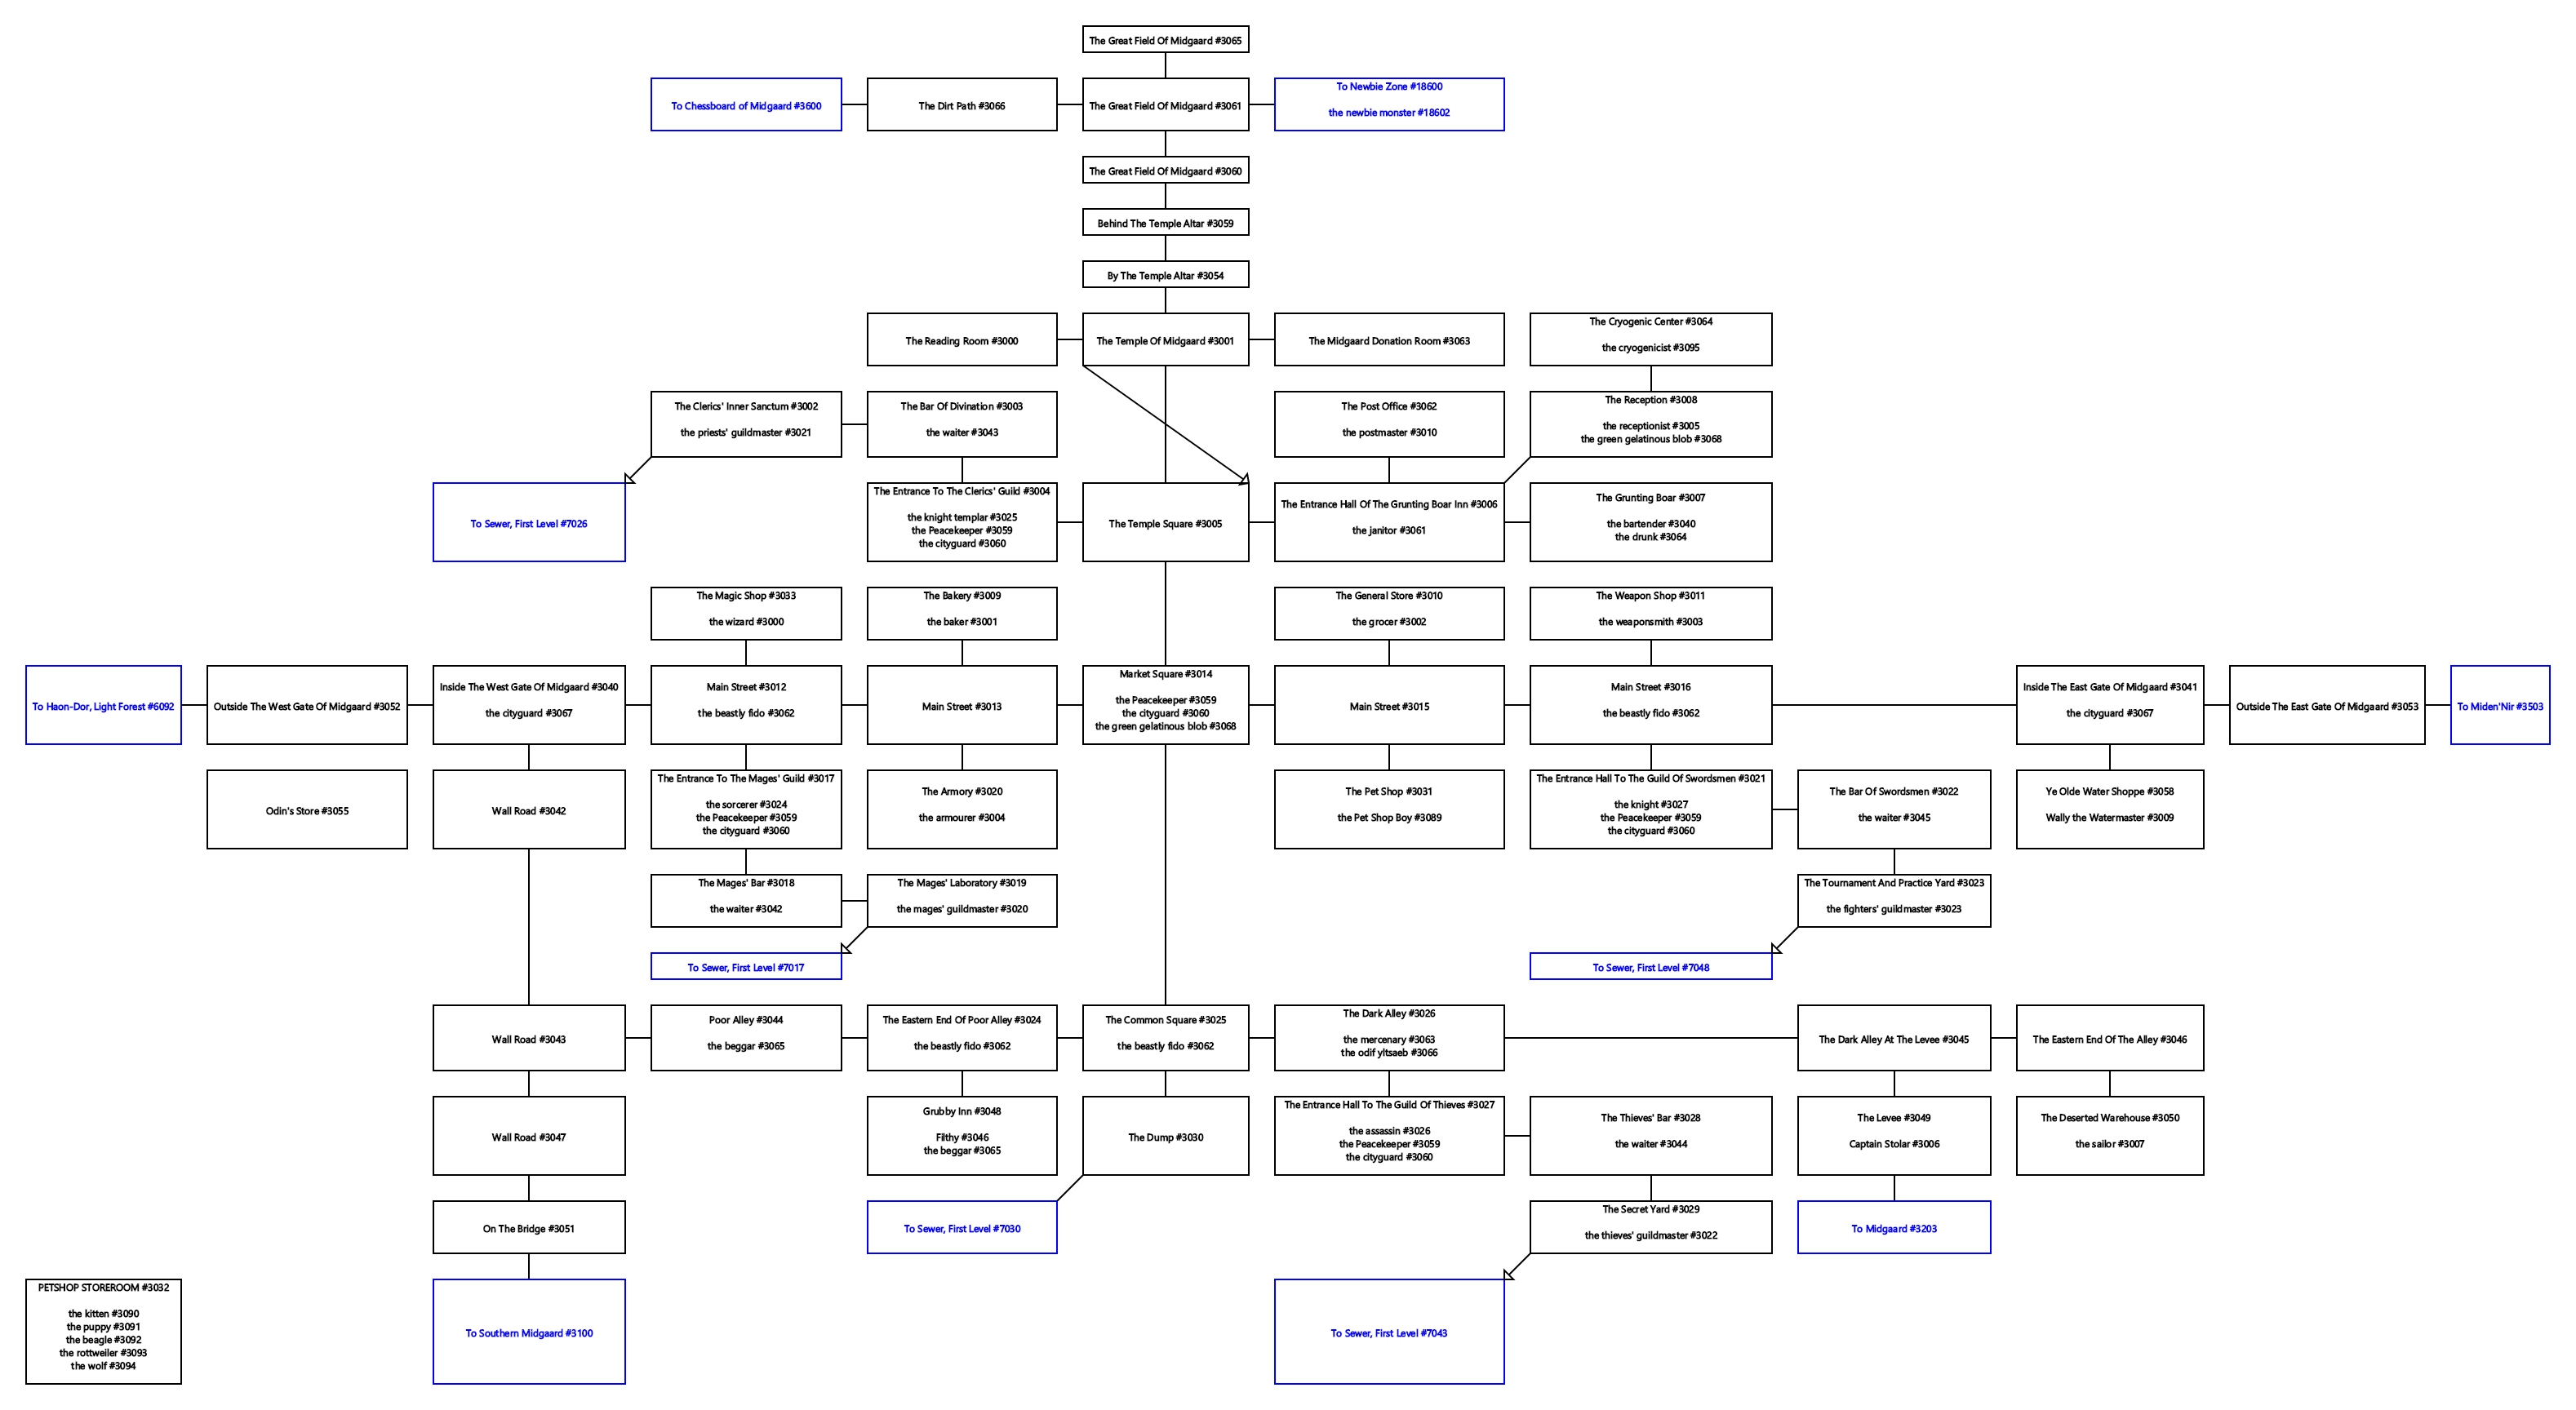 The Great Field Of Midgaard #3065
To Chessboard of Midgaard #3600
The Dirt Path #3066
The Great Field Of Midgaard #3061
To Newbie Zone #18600
the newbie monster #18602
The Great Field Of Midgaard #3060
Behind The Temple Altar #3059
By The Temple Altar #3054
The Reading Room #3000
The Temple Of Midgaard #3001
The Midgaard Donation Room #3063
The Cryogenic Center #3064
the cryogenicist #3095
The Clerics' Inner Sanctum #3002
the priests' guildmaster #3021
The Bar Of Divination #3003
the waiter #3043
The Post Office #3062
the postmaster #3010
The Reception #3008
the receptionist #3005
the green gelatinous blob #3068
To Sewer, First Level #7026
The Entrance To The Clerics' Guild #3004
the knight templar #3025
the Peacekeeper #3059
the cityguard #3060
The Temple Square #3005
The Entrance Hall Of The Grunting Boar Inn #3006
the janitor #3061
The Grunting Boar #3007
the bartender #3040
the drunk #3064
The Magic Shop #3033
the wizard #3000
The Bakery #3009
the baker #3001
The General Store #3010
the grocer #3002
The Weapon Shop #3011
the weaponsmith #3003
To Haon-Dor, Light Forest #6092
Outside The West Gate Of Midgaard #3052
Inside The West Gate Of Midgaard #3040
the cityguard #3067
Main Street #3012
the beastly fido #3062
Main Street #3013
Market Square #3014
the Peacekeeper #3059
the cityguard #3060
the green gelatinous blob #3068
Main Street #3015
Main Street #3016
the beastly fido #3062
Inside The East Gate Of Midgaard #3041
the cityguard #3067
Outside The East Gate Of Midgaard #3053
To Miden'Nir #3503
Odin's Store #3055
Wall Road #3042
The Entrance To The Mages' Guild #3017
the sorcerer #3024
the Peacekeeper #3059
the cityguard #3060
The Armory #3020
the armourer #3004
The Pet Shop #3031
the Pet Shop Boy #3089
The Entrance Hall To The Guild Of Swordsmen #3021
the knight #3027
the Peacekeeper #3059
the cityguard #3060
The Bar Of Swordsmen #3022
the waiter #3045
Ye Olde Water Shoppe #3058
Wally the Watermaster #3009
The Mages' Bar #3018
the waiter #3042
The Mages' Laboratory #3019
the mages' guildmaster #3020
The Tournament And Practice Yard #3023
the fighters' guildmaster #3023
To Sewer, First Level #7017
To Sewer, First Level #7048
Wall Road #3043
Poor Alley #3044
the beggar #3065
The Eastern End Of Poor Alley #3024
the beastly fido #3062
The Common Square #3025
the beastly fido #3062
The Dark Alley #3026
the mercenary #3063
the odif yltsaeb #3066
The Dark Alley At The Levee #3045
The Eastern End Of The Alley #3046
Wall Road #3047
Grubby Inn #3048
Filthy #3046
the beggar #3065
The Dump #3030
The Entrance Hall To The Guild Of Thieves #3027
the assassin #3026
the Peacekeeper #3059
the cityguard #3060
The Thieves' Bar #3028
the waiter #3044
The Levee #3049
Captain Stolar #3006
The Deserted Warehouse #3050
the sailor #3007
On The Bridge #3051
To Sewer, First Level #7030
The Secret Yard #3029
the thieves' guildmaster #3022
To Midgaard #3203
PETSHOP STOREROOM #3032
the kitten #3090
the puppy #3091
the beagle #3092
the rottweiler #3093
the wolf #3094
To Southern Midgaard #3100
To Sewer, First Level #7043